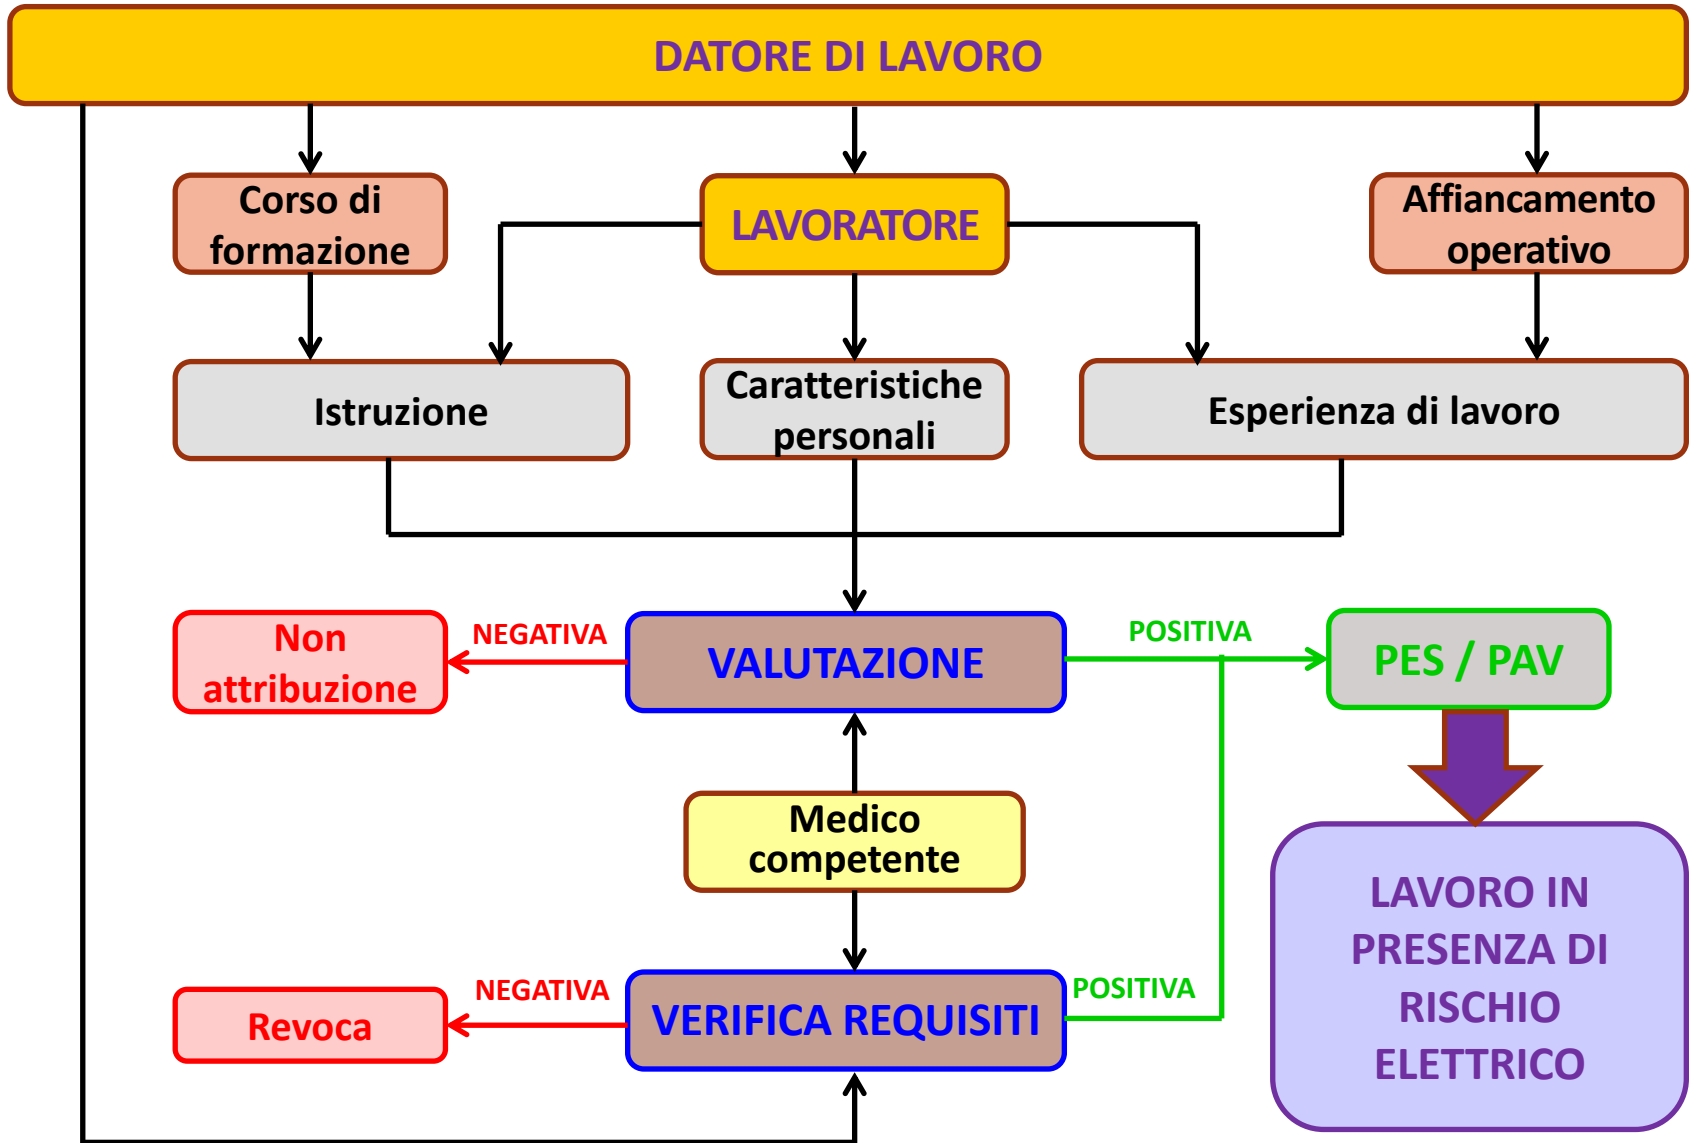 DATORE DI LAVORO
Corso di
formazione
LAVORATORE
Affiancamento
operativo
Istruzione
Caratteristiche
personali
Esperienza di lavoro
Non
attribuzione
NEGATIVA
VALUTAZIONE
POSITIVA
PES / PAV
Medico
competente
LAVORO IN
PRESENZA DI
RISCHIO
ELETTRICO
Revoca
NEGATIVA
VERIFICA REQUISITI
POSITIVA